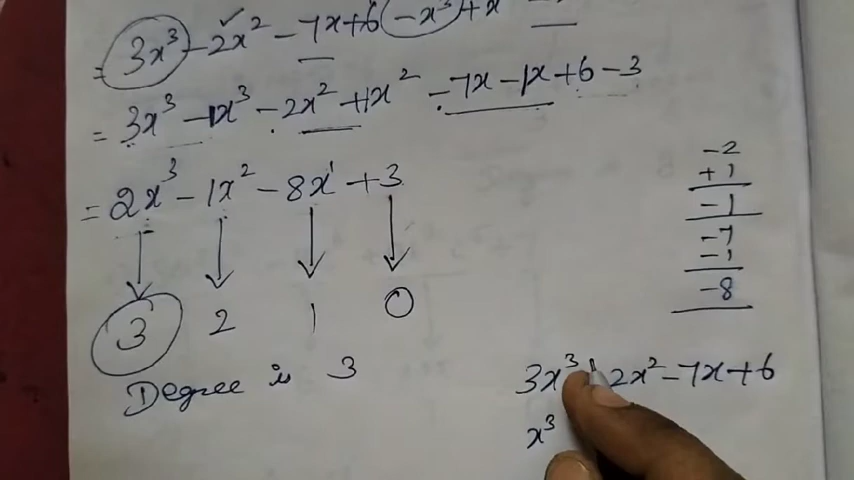 = 3x³ - 2x² - 7x + 6 - x³ + x
= 3x³ - 1x³ - 2x² + 1x² - 7x - 1x + 6 - 3
= 2x³ - 1x² - 8x¹ + 3
3 2 1 0
Degree is 3
-2
+1
-1
-7
-1
-8
3x³ 2x² - 7x + 6
x³